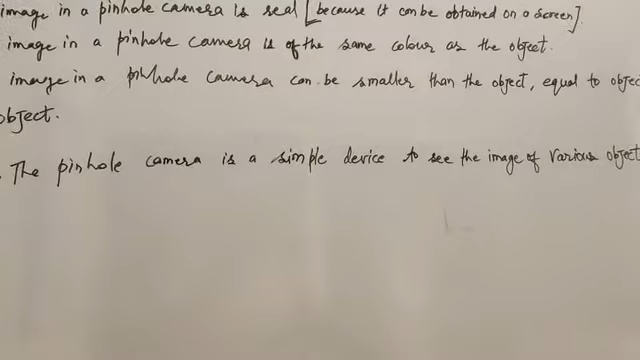 image in a pinhole camera is real [because it can be obtained on a screen].
image in a pinhole camera is of the same colour as the object.
image in a pinhole camera can be smaller than the object, equal to objec
object.
. The pinhole camera is a simple device to see the image of various object